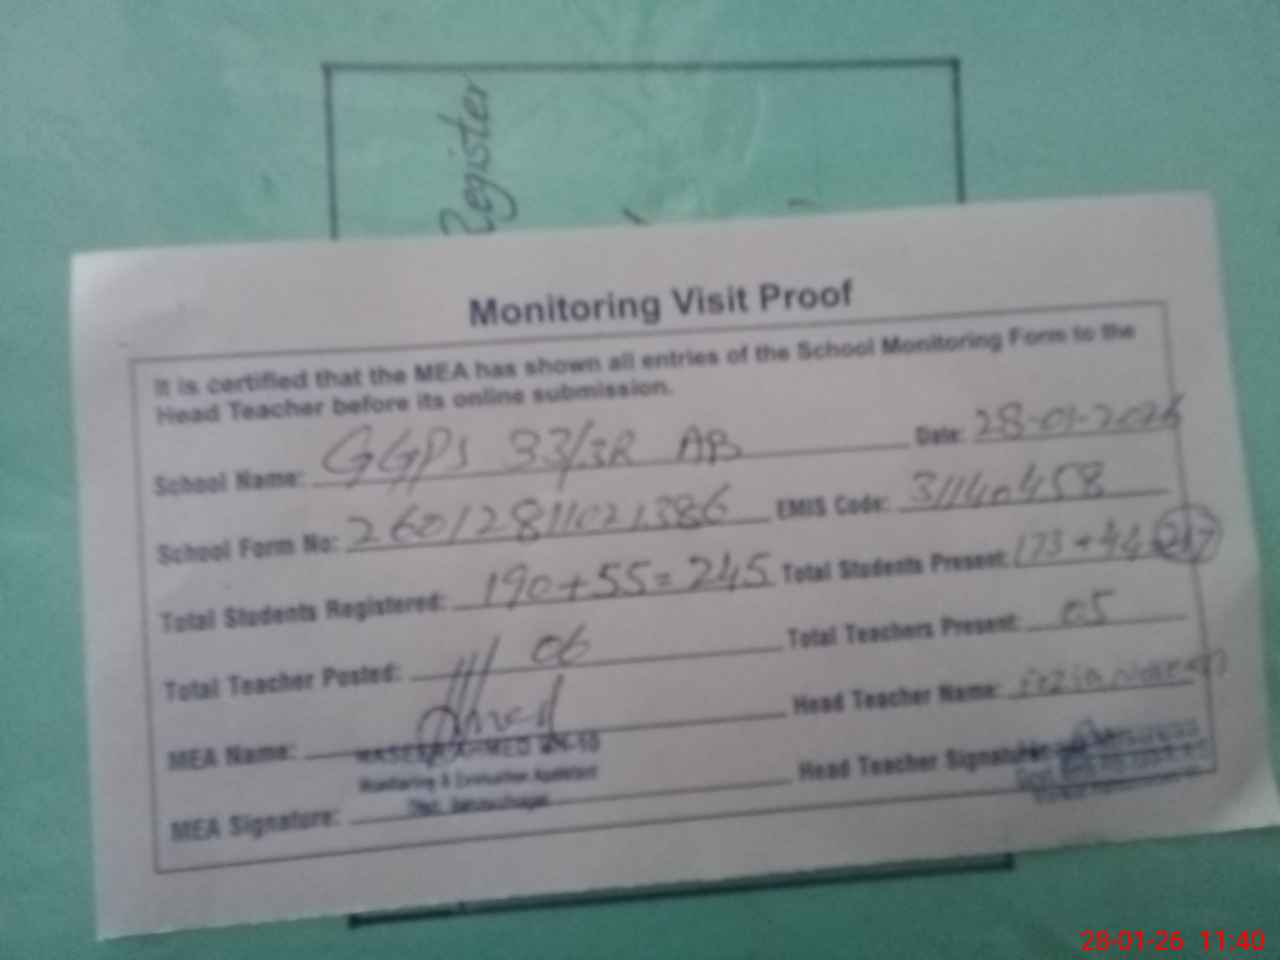 Register
Monitoring Visit Proof
It is certified that the MEA has shown all entries of the School Monitoring Form to the
Head Teacher before its online submission.
School Name: GGPS 33/3R AB Date: 28-01-2026
School Form No: 26012811021386 EMIS Code: 31140458
Total Students Registered: 190+55=245 Total Students Present: 173+44 217
Total Teacher Posted: 06 Total Teachers Present: 05
MEA Name: Head Teacher Name:
AHMED
Monitoring & Evaluation Assistant
MEA Signature: Head Teacher Signature:
28-01-26 11:40